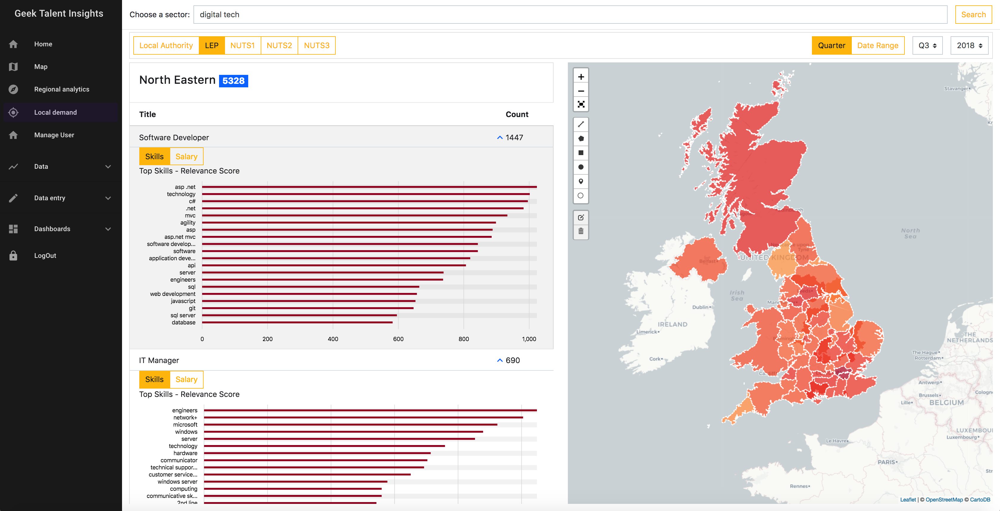 Geek Talent Insights
Home
Map
Regional analytics
Local demand
Manage User
Data
Data entry
Dashboards
LogOut
Choose a sector: digital tech Search
Local Authority LEP NUTS1 NUTS2 NUTS3 Quarter Date Range Q3 2018
North Eastern 5328
Title Count
Software Developer 1447
Skills Salary
Top Skills - Relevance Score
asp .net
technology
c#
.net
mvc
agility
asp
asp.net mvc
software develop...
software
application deve...
api
server
engineers
sql
web development
javascript
git
sql server
database
0 200 400 600 800 1,000
IT Manager 690
Skills Salary
Top Skills - Relevance Score
engineers
network+
microsoft
windows
server
technology
hardware
communicator
technical suppor...
customer service...
windows server
computing
communicative sk...
2nd line
+
−
Stavanger
Kr
Edinburgh
North
Sea
Newcastle upon
Tyne
UNITED KINGDOM
Belfast
Irish
Sea
Leeds
Dublin
IRELAND
Limerick
Cork
Birmingham
Cardiff
THE
NETHERLANDS
The Hague
Rotterdam
Antwerp
Brussels
Cologn
Lille
BELGIUM
LUXEMBOU
Luxembourg
Le Havre
PARIS
Str
Rennes
Leaflet | © OpenStreetMap © CartoDB